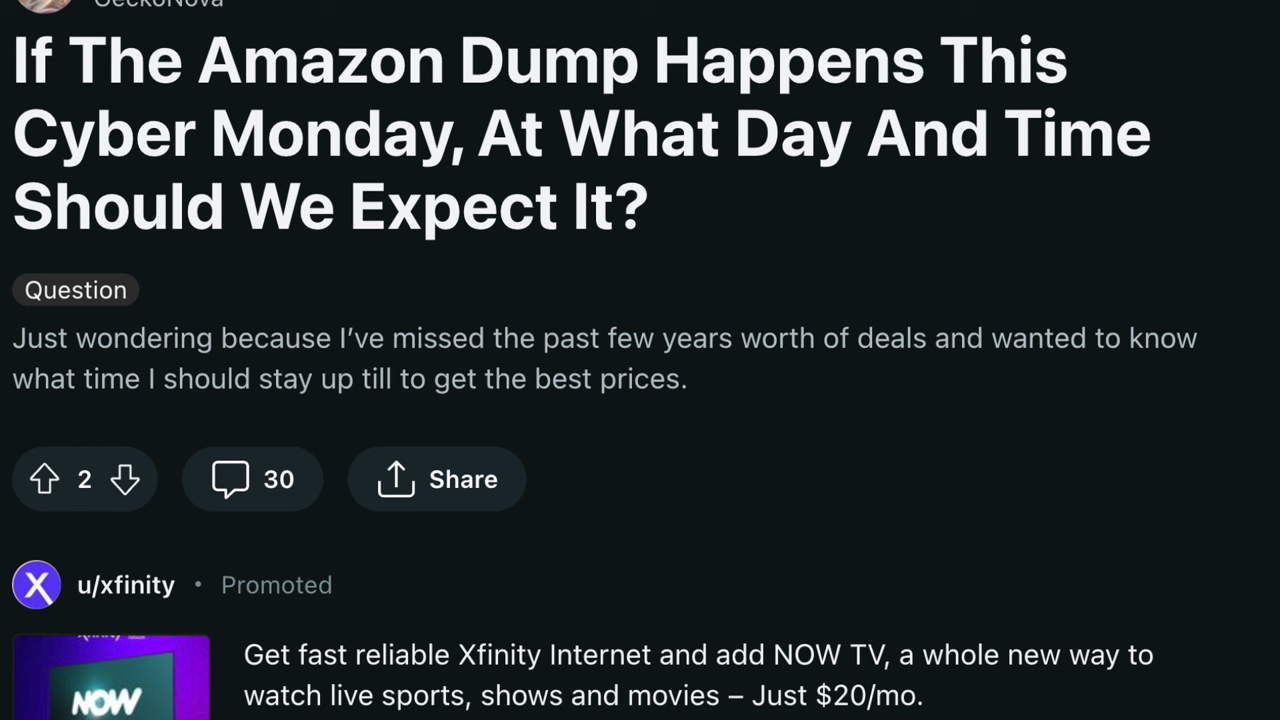 GeckoNova
If The Amazon Dump Happens This
Cyber Monday, At What Day And Time
Should We Expect It?
Question
Just wondering because I’ve missed the past few years worth of deals and wanted to know
what time I should stay up till to get the best prices.
2
30
Share
u/xfinity • Promoted
Get fast reliable Xfinity Internet and add NOW TV, a whole new way to
watch live sports, shows and movies – Just $20/mo.
NOW